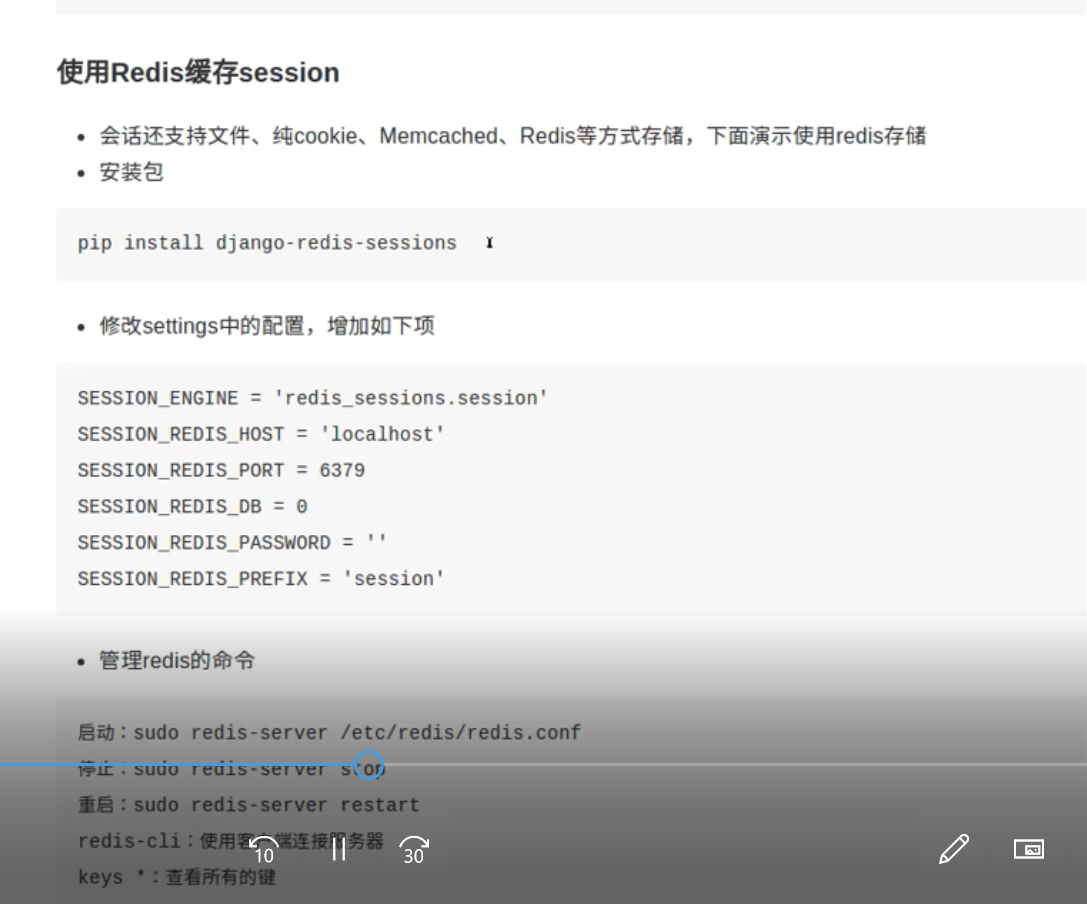 使用Redis缓存session
会话还支持文件、纯cookie、Memcached、Redis等方式存储，下面演示使用redis存储
安装包
pip install django-redis-sessions
修改settings中的配置，增加如下项
SESSION_ENGINE = 'redis_sessions.session'
SESSION_REDIS_HOST = 'localhost'
SESSION_REDIS_PORT = 6379
SESSION_REDIS_DB = 0
SESSION_REDIS_PASSWORD = ''
SESSION_REDIS_PREFIX = 'session'
管理redis的命令
启动：sudo redis-server /etc/redis/redis.conf
停止：sudo redis-server stop
重启：sudo redis-server restart
redis-cli：使用客户端连接服务器
10 30
keys *：查看所有的键